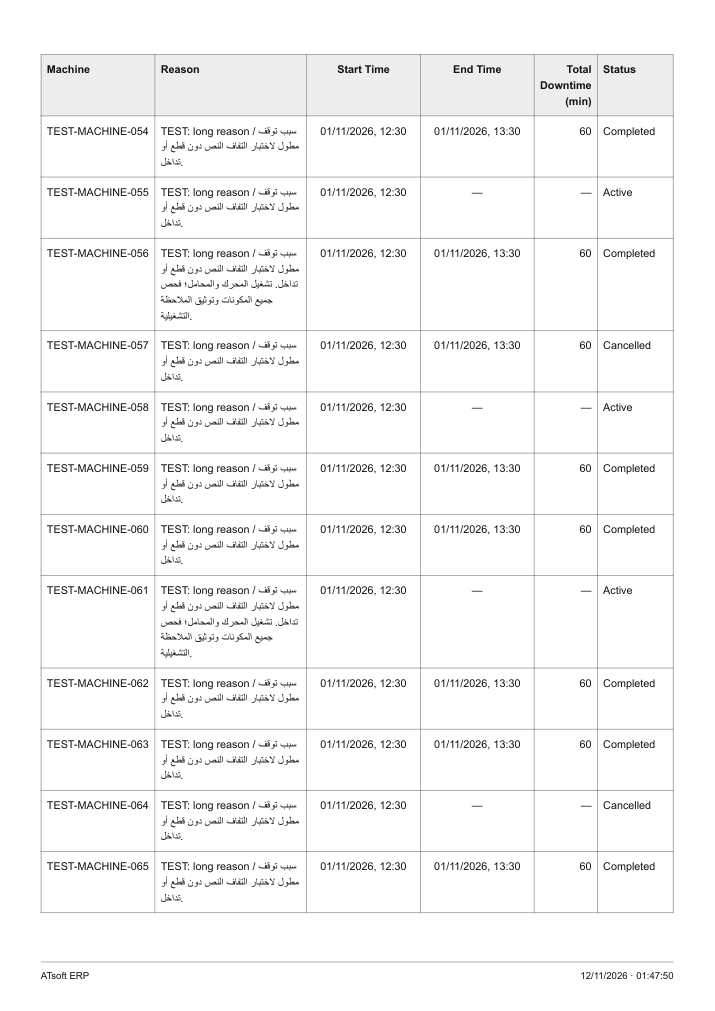 Machine Reason Start Time End Time Total Downtime (min) Status
TEST-MACHINE-054 TEST: long reason / سبب توقف 01/11/2026, 12:30 01/11/2026, 13:30 60 Completed
مطول لاختبار التفاف النص دون قطع أو
تداخل.
TEST-MACHINE-055 TEST: long reason / سبب توقف 01/11/2026, 12:30 — — Active
مطول لاختبار التفاف النص دون قطع أو
تداخل.
TEST-MACHINE-056 TEST: long reason / سبب توقف 01/11/2026, 12:30 01/11/2026, 13:30 60 Completed
مطول لاختبار التفاف النص دون قطع أو
تداخل. تشغيل المحرك والمحامل؛ فحص
جميع المكونات وتوثيق الملاحظة
التشغيلية.
TEST-MACHINE-057 TEST: long reason / سبب توقف 01/11/2026, 12:30 01/11/2026, 13:30 60 Cancelled
مطول لاختبار التفاف النص دون قطع أو
تداخل.
TEST-MACHINE-058 TEST: long reason / سبب توقف 01/11/2026, 12:30 — — Active
مطول لاختبار التفاف النص دون قطع أو
تداخل.
TEST-MACHINE-059 TEST: long reason / سبب توقف 01/11/2026, 12:30 01/11/2026, 13:30 60 Completed
مطول لاختبار التفاف النص دون قطع أو
تداخل.
TEST-MACHINE-060 TEST: long reason / سبب توقف 01/11/2026, 12:30 01/11/2026, 13:30 60 Completed
مطول لاختبار التفاف النص دون قطع أو
تداخل.
TEST-MACHINE-061 TEST: long reason / سبب توقف 01/11/2026, 12:30 — — Active
مطول لاختبار التفاف النص دون قطع أو
تداخل. تشغيل المحرك والمحامل؛ فحص
جميع المكونات وتوثيق الملاحظة
التشغيلية.
TEST-MACHINE-062 TEST: long reason / سبب توقف 01/11/2026, 12:30 01/11/2026, 13:30 60 Completed
مطول لاختبار التفاف النص دون قطع أو
تداخل.
TEST-MACHINE-063 TEST: long reason / سبب توقف 01/11/2026, 12:30 01/11/2026, 13:30 60 Completed
مطول لاختبار التفاف النص دون قطع أو
تداخل.
TEST-MACHINE-064 TEST: long reason / سبب توقف 01/11/2026, 12:30 — — Cancelled
مطول لاختبار التفاف النص دون قطع أو
تداخل.
TEST-MACHINE-065 TEST: long reason / سبب توقف 01/11/2026, 12:30 01/11/2026, 13:30 60 Completed
مطول لاختبار التفاف النص دون قطع أو
تداخل.
ATsoft ERP 12/11/2026 · 01:47:50